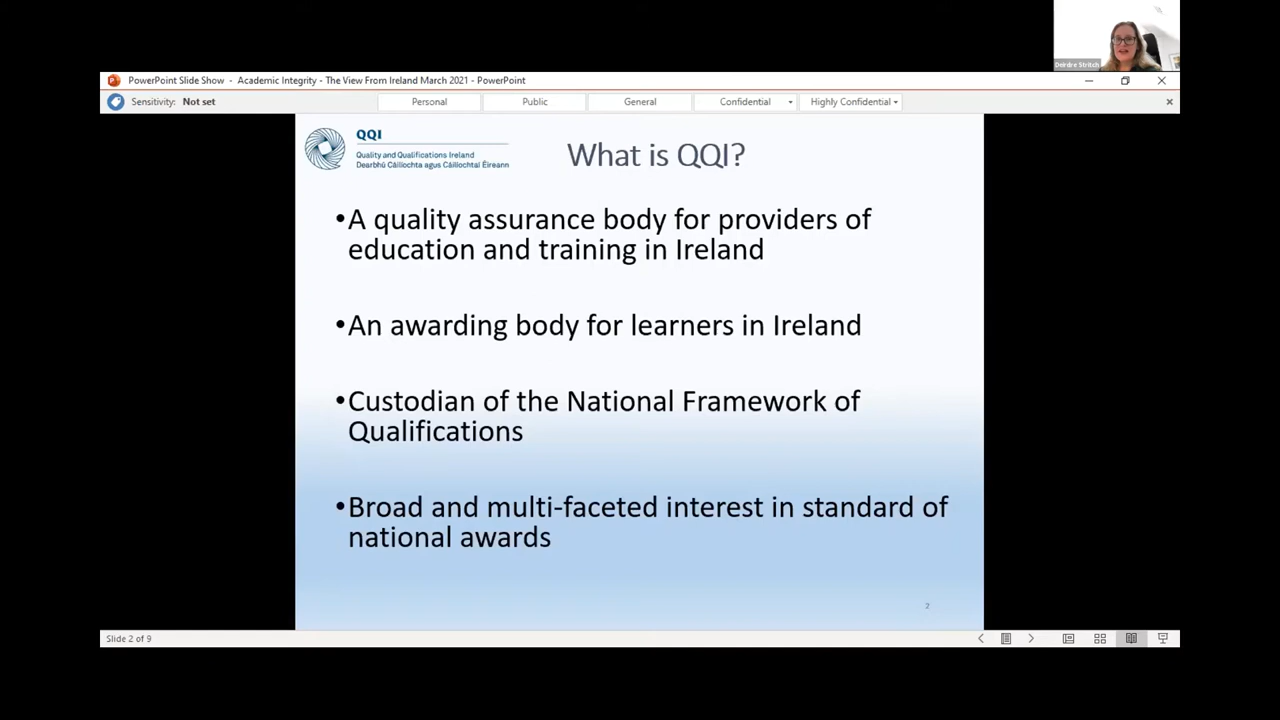 Deirdre Stritch
PowerPoint Slide Show - Academic Integrity - The View From Ireland March 2021 - PowerPoint
Sensitivity: Not set
Personal
Public
General
Confidential
Highly Confidential
QQI
Quality and Qualifications Ireland
Dearbhú Cáilíochta agus Cáilíochtaí Éireann
What is QQI?
•A quality assurance body for providers of
education and training in Ireland
•An awarding body for learners in Ireland
•Custodian of the National Framework of
Qualifications
•Broad and multi-faceted interest in standard of
national awards
2
Slide 2 of 9